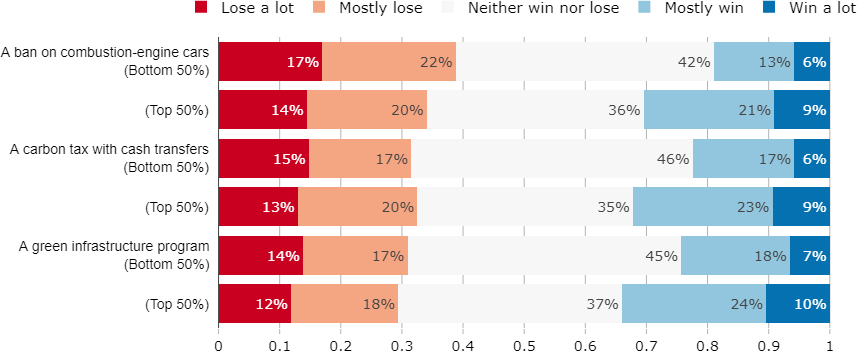 Lose a lot Mostly lose Neither win nor lose Mostly win Win a lot
A ban on combustion-engine cars
(Bottom 50%)
17% 22% 42% 13% 6%
(Top 50%)
14% 20% 36% 21% 9%
A carbon tax with cash transfers
(Bottom 50%)
15% 17% 46% 17% 6%
(Top 50%)
13% 20% 35% 23% 9%
A green infrastructure program
(Bottom 50%)
14% 17% 45% 18% 7%
(Top 50%)
12% 18% 37% 24% 10%
0 0.1 0.2 0.3 0.4 0.5 0.6 0.7 0.8 0.9 1